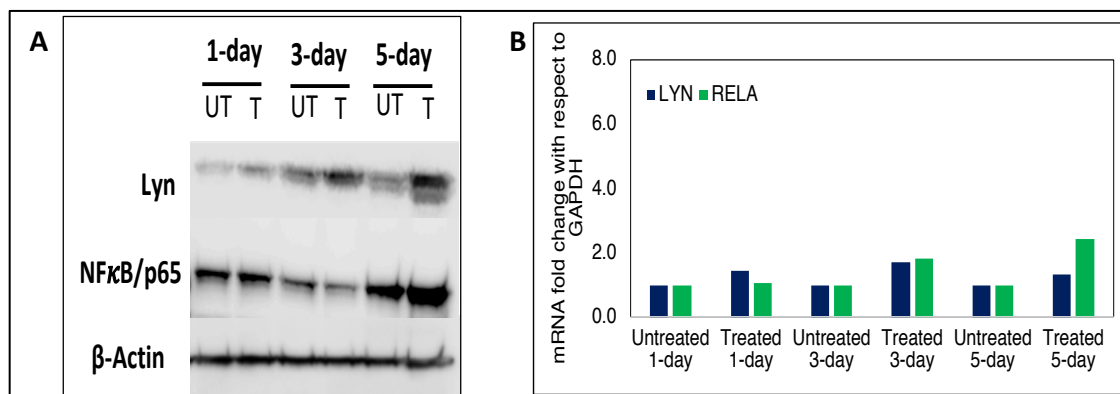 A
1-day 3-day 5-day
UT T UT T UT T
Lyn
NFκB/p65
β-Actin
B
mRNA fold change with respect to
GAPDH
8.0
6.0
4.0
2.0
0.0
LYN RELA
Untreated Treated Untreated Treated Untreated Treated
1-day 1-day 3-day 3-day 5-day 5-day